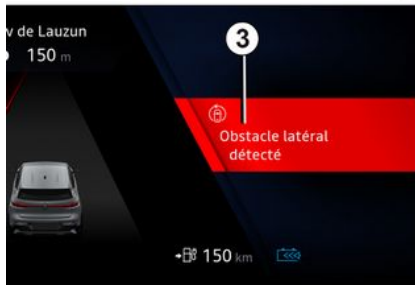 v de Lauzun
150 m
3
Obstacle latéral
détecté
150 km